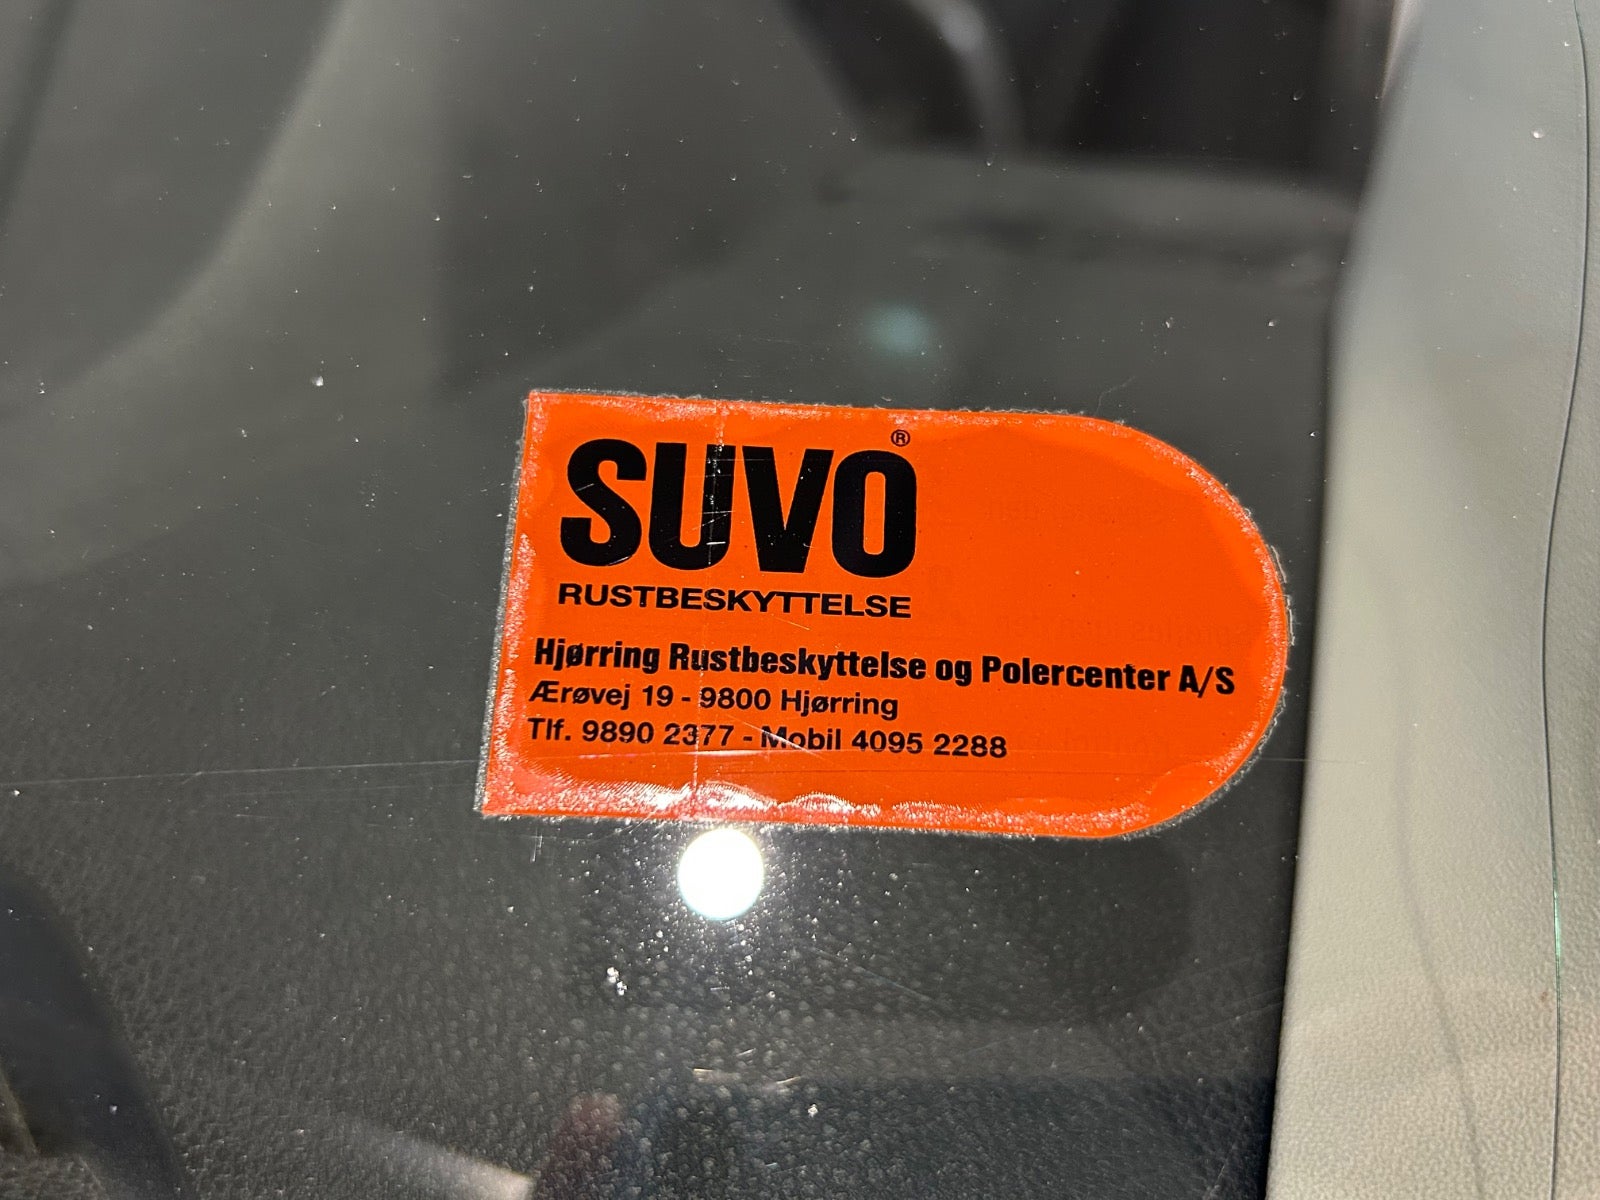 SUVO®
RUSTBESKYTTELSE
Hjørring Rustbeskyttelse og Polercenter A/S
Ærøvej 19 - 9800 Hjørring
Tlf. 9890 2377 - Mobil 4095 2288